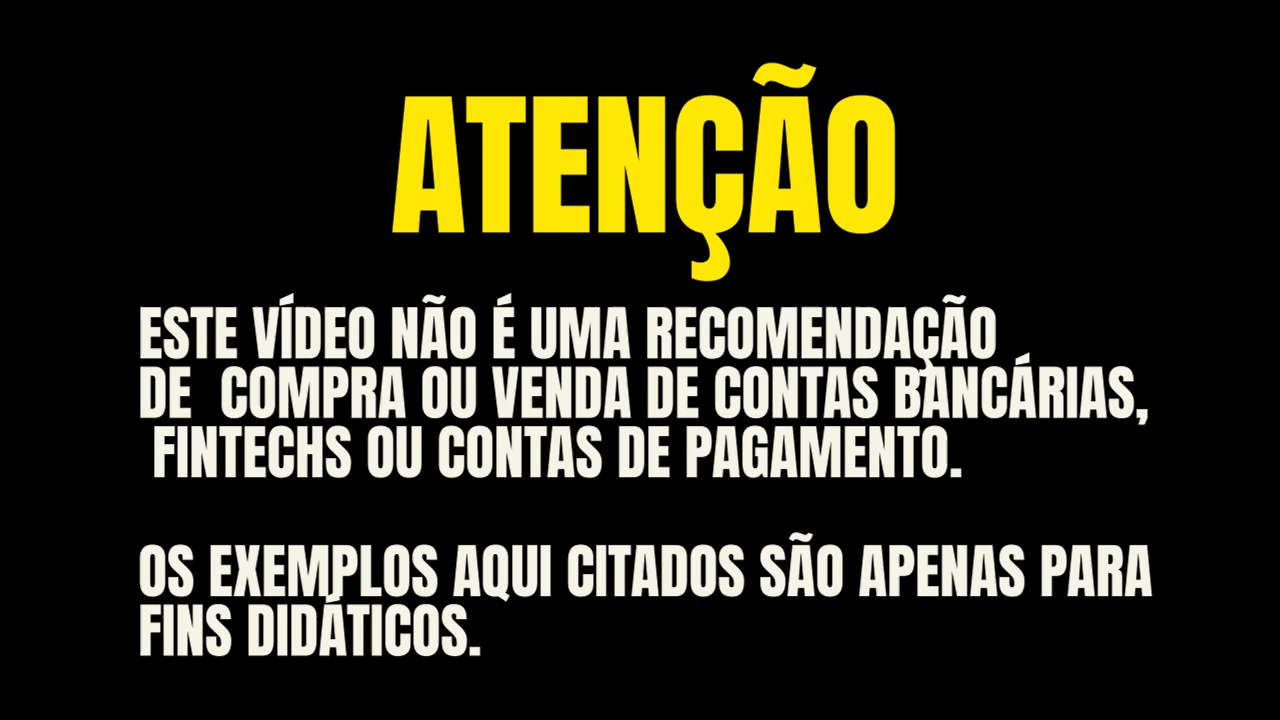 ATENÇÃO
ESTE VÍDEO NÃO É UMA RECOMENDAÇÃO
DE COMPRA OU VENDA DE CONTAS BANCÁRIAS,
FINTECHS OU CONTAS DE PAGAMENTO.
OS EXEMPLOS AQUI CITADOS SÃO APENAS PARA
FINS DIDÁTICOS.